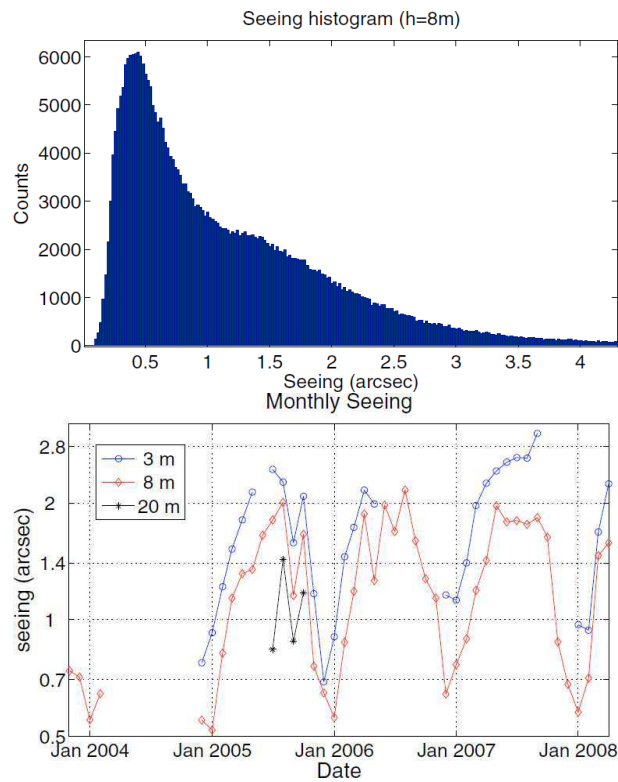 Seeing histogram (h=8m)
6000
5000
4000
3000
2000
1000
0
Counts
0.5 1 1.5 2 2.5 3 3.5 4
Seeing (arcsec)
Monthly Seeing
2.8
2
1.4
1
0.7
0.5
seeing (arcsec)
3 m
8 m
20 m
Jan 2004 Jan 2005 Jan 2006 Jan 2007 Jan 2008
Date